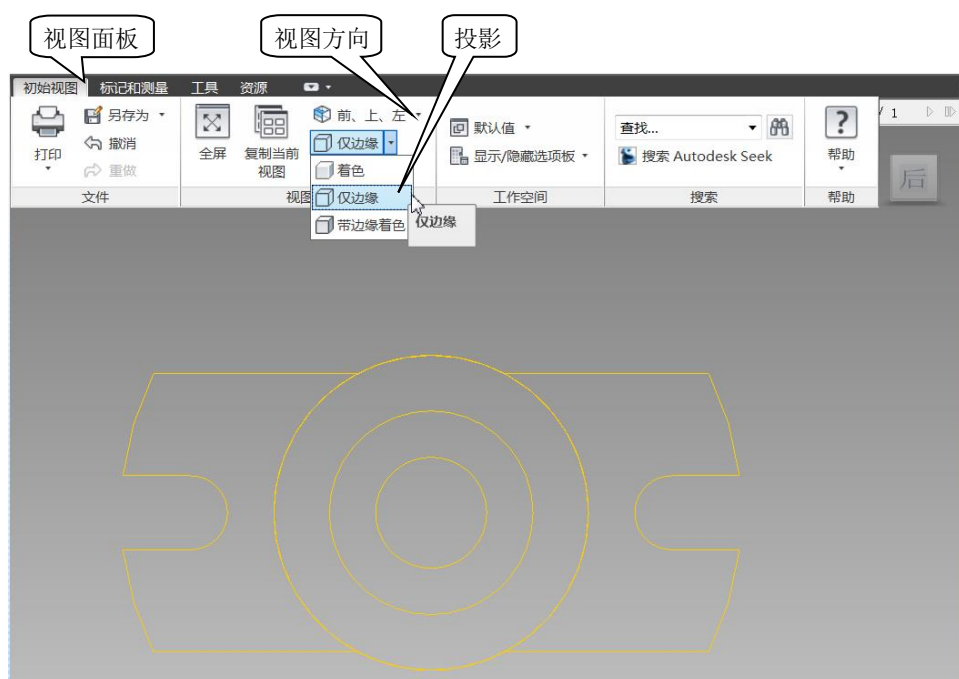 视图面板 视图方向 投影
初始视图 标记和测量 工具 资源
另存为 前、上、左 默认值 查找... / 1
撤消 仅边缘
打印 重做 全屏 复制当前视图 着色 显示/隐藏选项板 搜索 Autodesk Seek 帮助
文件 视图 仅边缘 工作空间 搜索 帮助 后
带边缘着色 仅边缘